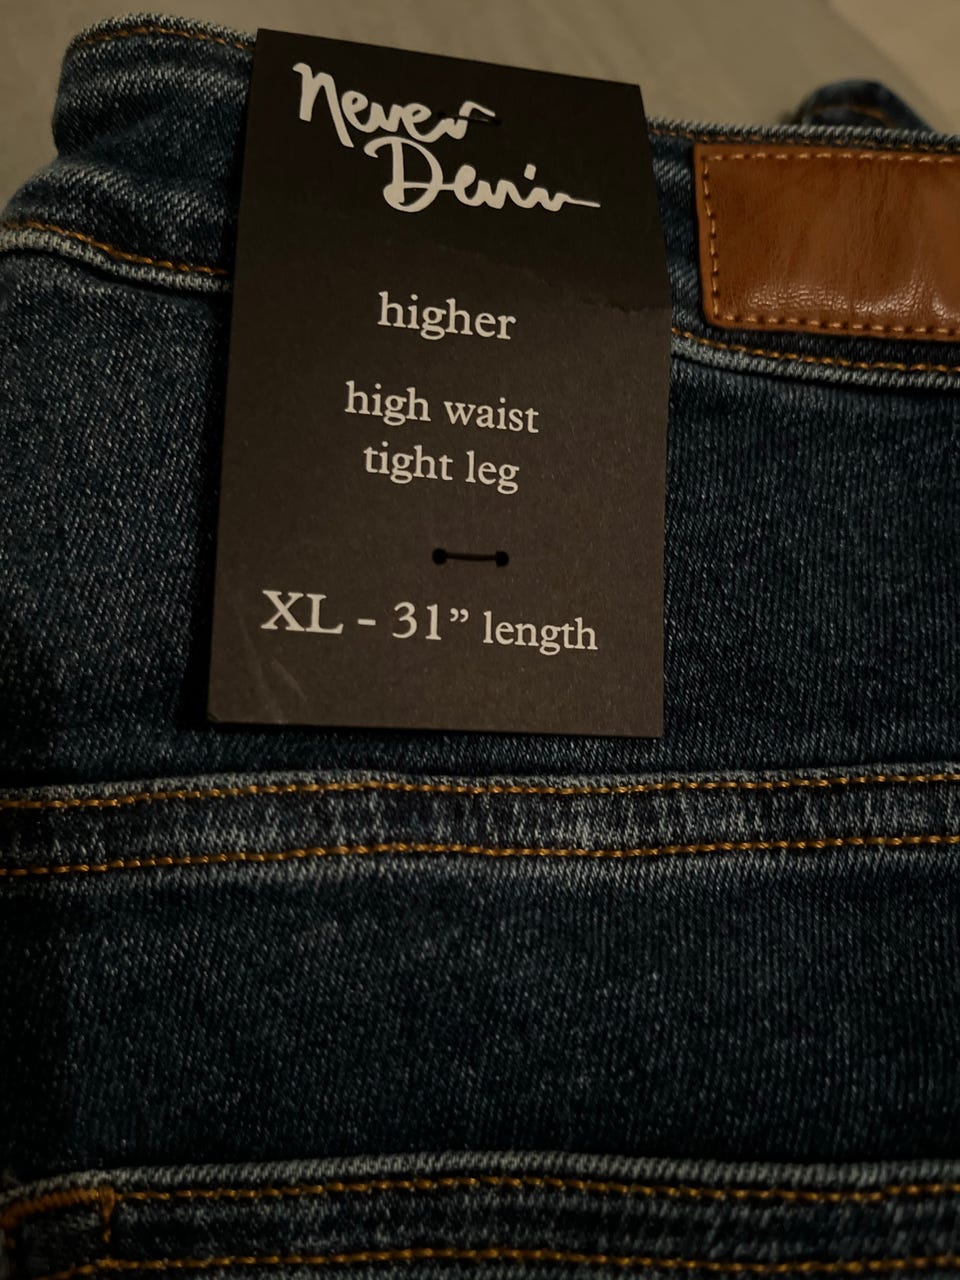 Never
Denim
higher
high waist
tight leg
XL - 31” length